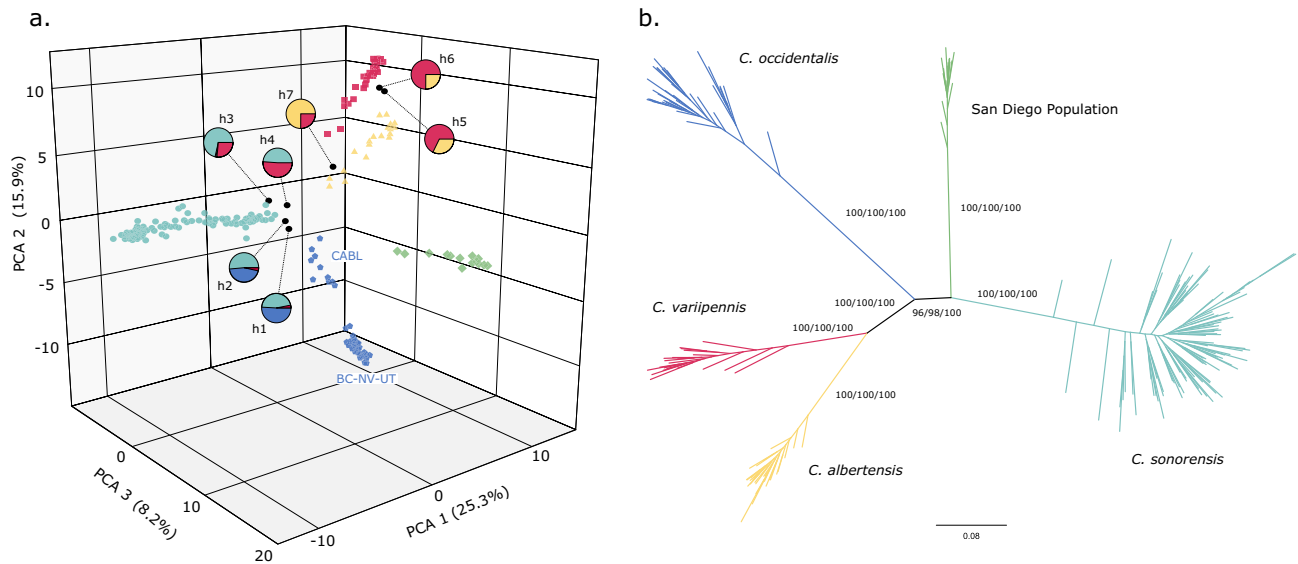 a.
h6
h7
h3
h4
h5
CABL
h2
h1
BC-NV-UT
10
5
0
-5
-10
PCA 2 (15.9%)
0
10
20
PCA 3 (8.2%)
-10
0
10
PCA 1 (25.3%)
b.
C. occidentalis
San Diego Population
100/100/100
100/100/100
100/100/100
100/100/100
96/98/100
C. variipennis
100/100/100
100/100/100
C. albertensis
C. sonorensis
0.08